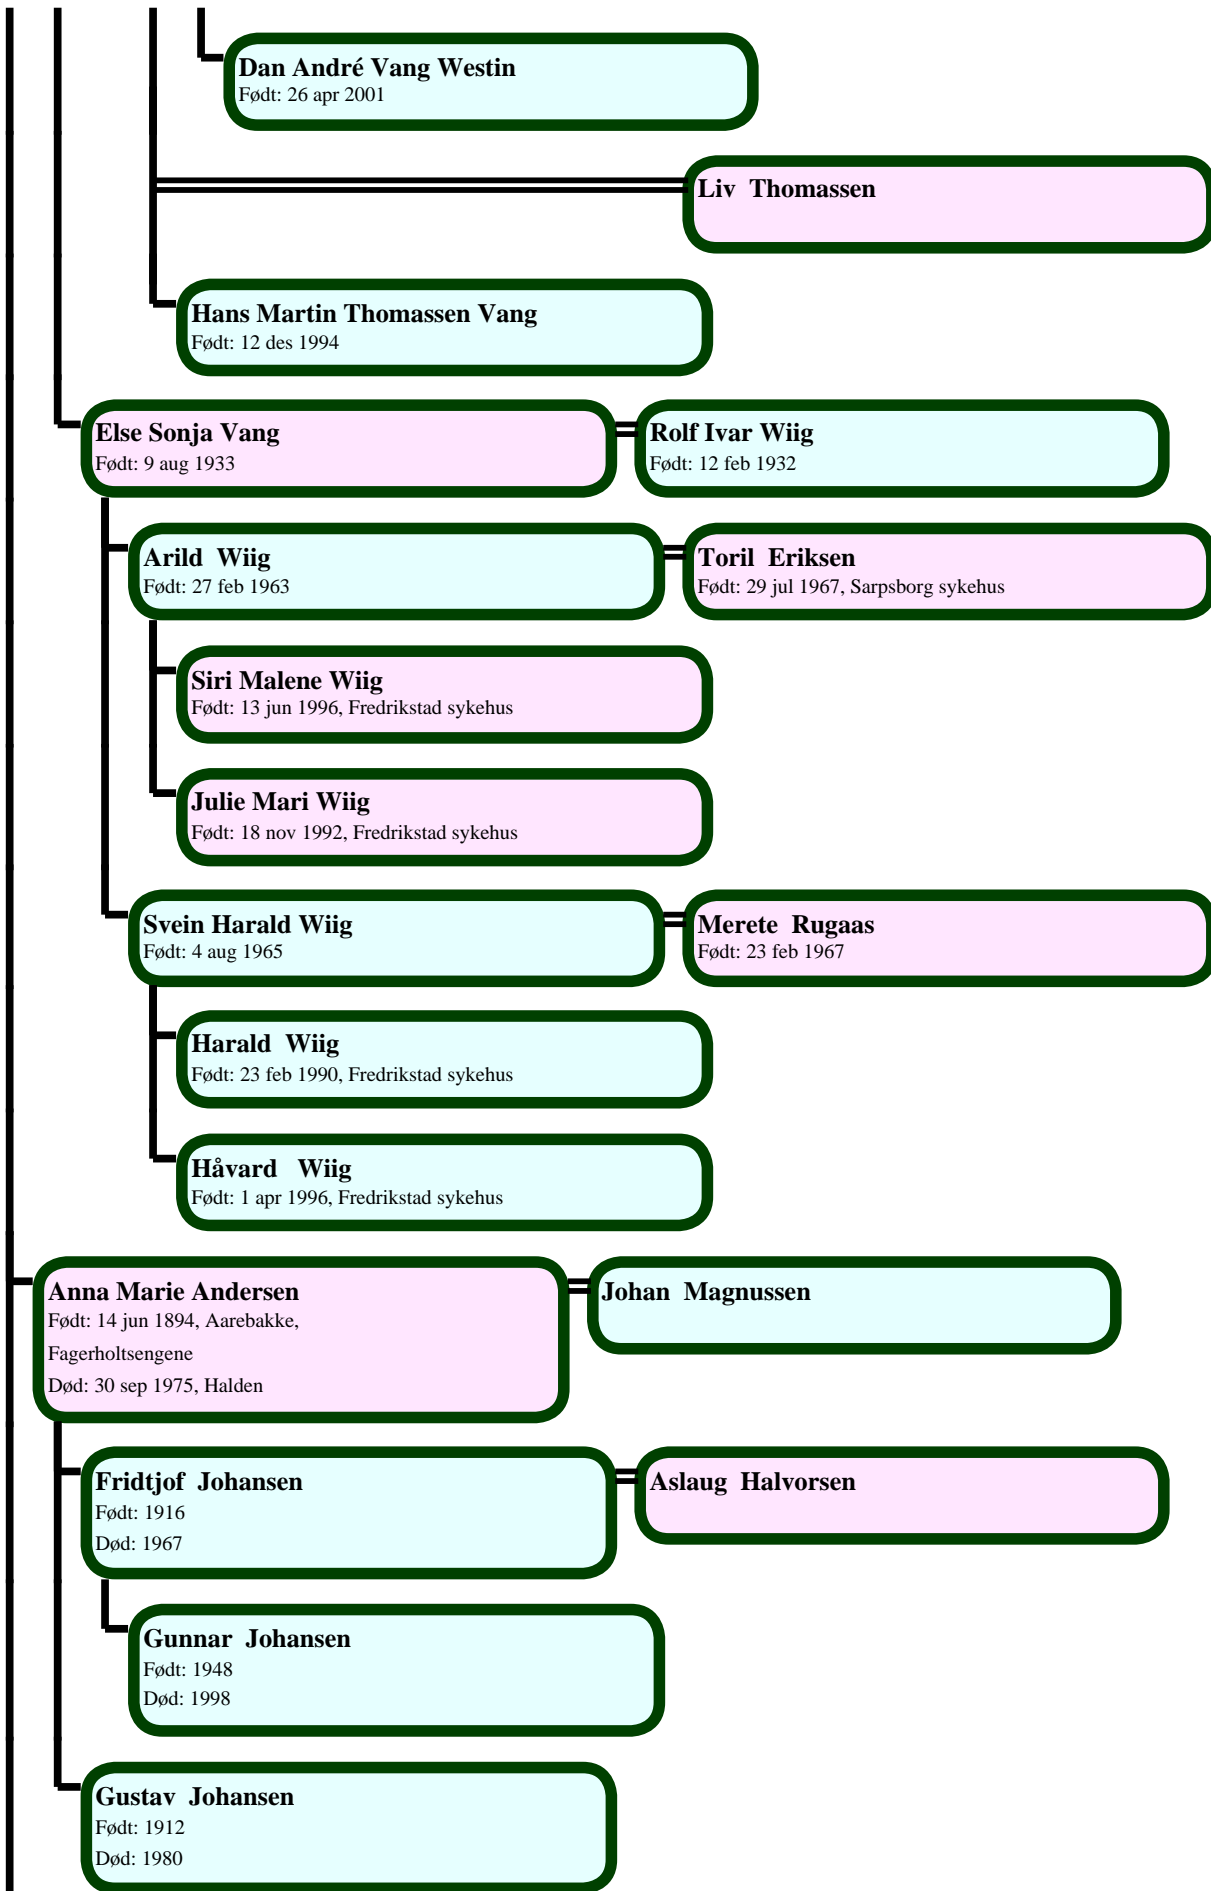 Dan André Vang Westin
Født: 26 apr 2001
Liv Thomassen
Hans Martin Thomassen Vang
Født: 12 des 1994
Else Sonja Vang
Født: 9 aug 1933
Rolf Ivar Wiig
Født: 12 feb 1932
Arild Wiig
Født: 27 feb 1963
Toril Eriksen
Født: 29 jul 1967, Sarpsborg sykehus
Siri Malene Wiig
Født: 13 jun 1996, Fredrikstad sykehus
Julie Mari Wiig
Født: 18 nov 1992, Fredrikstad sykehus
Svein Harald Wiig
Født: 4 aug 1965
Merete Rugaas
Født: 23 feb 1967
Harald Wiig
Født: 23 feb 1990, Fredrikstad sykehus
Håvard Wiig
Født: 1 apr 1996, Fredrikstad sykehus
Anna Marie Andersen
Født: 14 jun 1894, Aarebakke,
Fagerholtsengene
Død: 30 sep 1975, Halden
Johan Magnussen
Fridtjof Johansen
Født: 1916
Død: 1967
Aslaug Halvorsen
Gunnar Johansen
Født: 1948
Død: 1998
Gustav Johansen
Født: 1912
Død: 1980